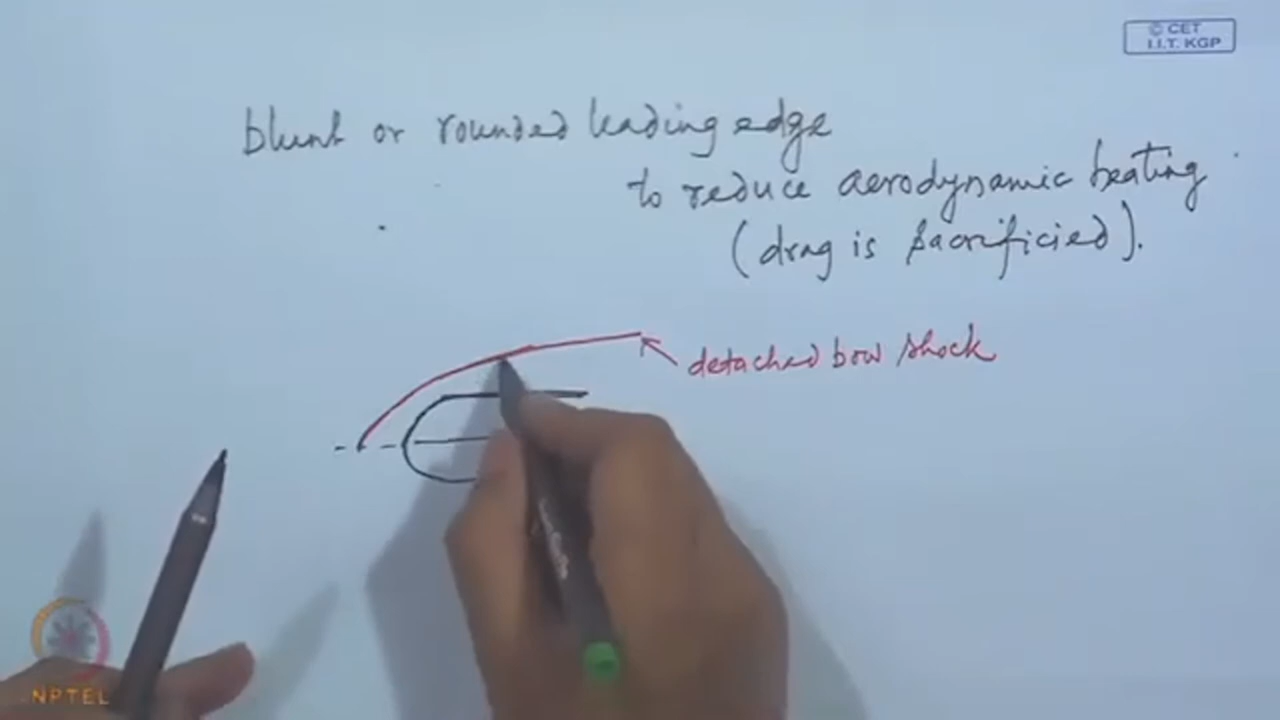 © CET
I.I.T. KGP
blunt or rounded leading edge
to reduce aerodynamic heating
(drag is sacrificied).
detached bow shock
NPTEL